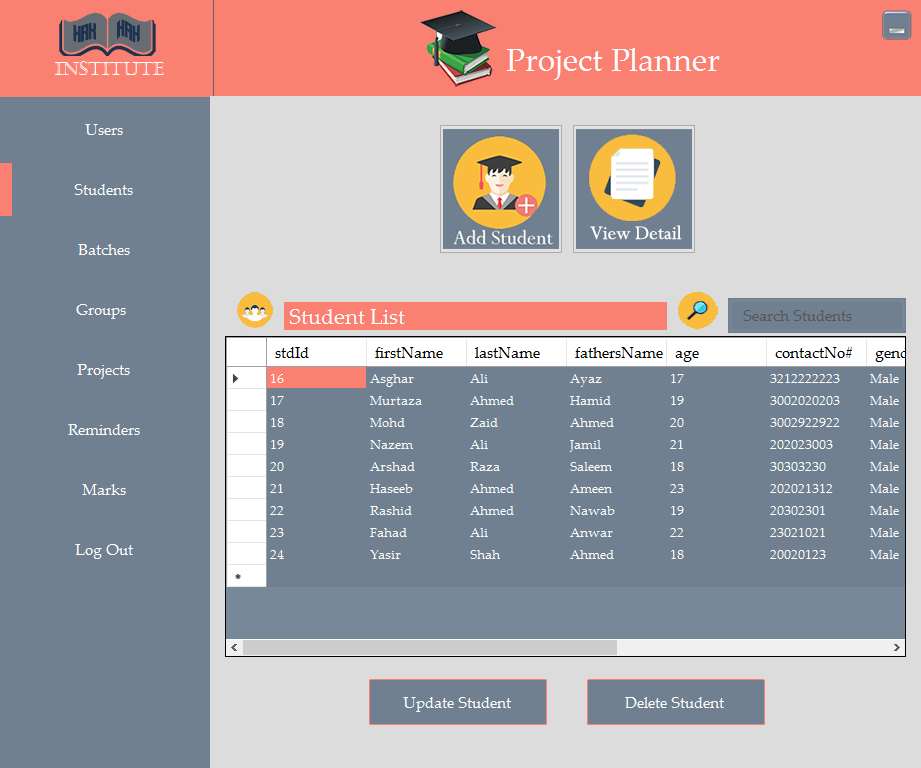 HAH HAH
INSTITUTE
Project Planner
Users
Students
Batches
Groups
Projects
Reminders
Marks
Log Out
Add Student
View Detail
Student List
Search Students
stdId firstName lastName fathersName age contactNo# gend
16 Asghar Ali Ayaz 17 3212222223 Male
17 Murtaza Ahmed Hamid 19 3002020203 Male
18 Mohd Zaid Ahmed 20 3002922922 Male
19 Nazem Ali Jamil 21 202023003 Male
20 Arshad Raza Saleem 18 30303230 Male
21 Haseeb Ahmed Ameen 23 202021312 Male
22 Rashid Ahmed Nawab 19 20302301 Male
23 Fahad Ali Anwar 22 23021021 Male
24 Yasir Shah Ahmed 18 20020123 Male
Update Student
Delete Student